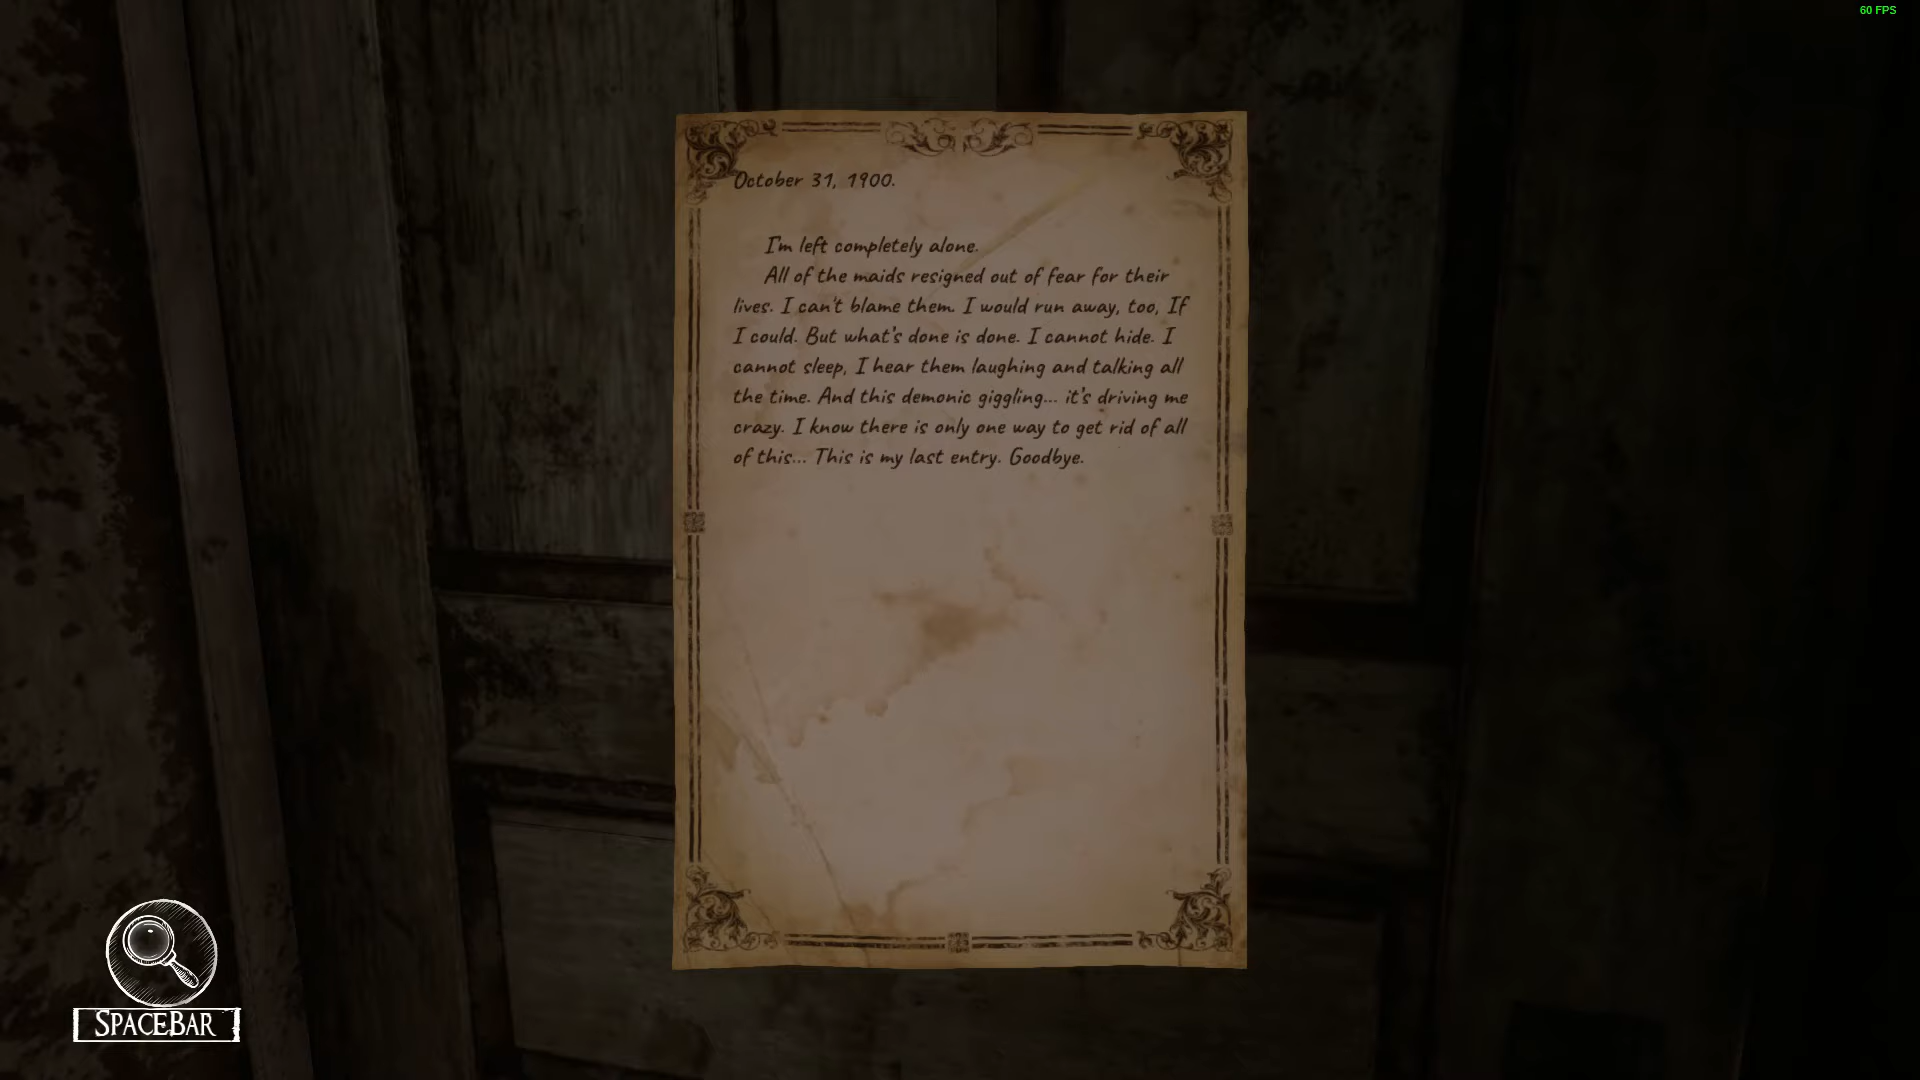 60 FPS
October 31, 1900.
I'm left completely alone.
All of the maids resigned out of fear for their
lives. I can't blame them. I would run away, too, If
I could. But what's done is done. I cannot hide. I
cannot sleep, I hear them laughing and talking all
the time. And this demonic giggling... it's driving me
crazy. I know there is only one way to get rid of all
of this... This is my last entry. Goodbye.
SPACEBAR